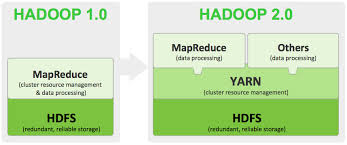 HADOOP 1.0
MapReduce
(cluster resource management
& data processing)
HDFS
(redundant, reliable storage)
HADOOP 2.0
MapReduce
(data processing)
Others
(data processing)
YARN
(cluster resource management)
HDFS
(redundant, reliable storage)